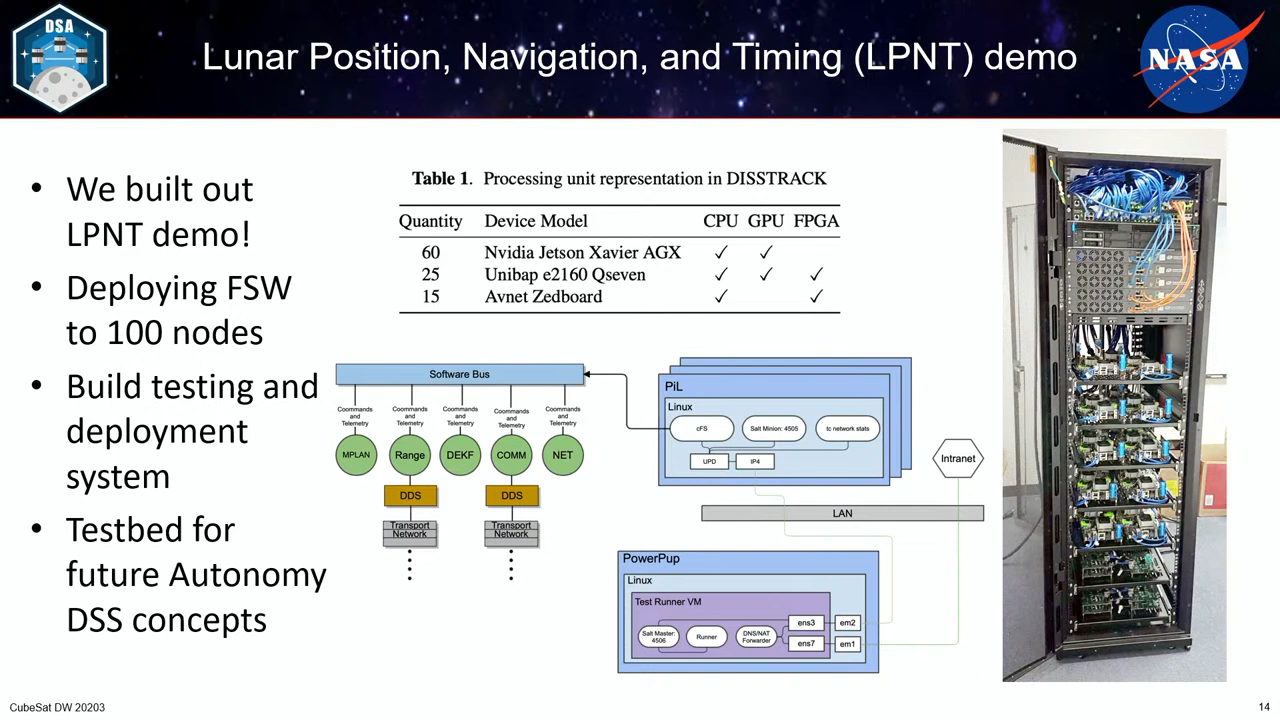 DSA
Lunar Position, Navigation, and Timing (LPNT) demo
NASA
• We built out
LPNT demo!
• Deploying FSW
to 100 nodes
• Build testing and
deployment
system
• Testbed for
future Autonomy
DSS concepts
Table 1. Processing unit representation in DISSTRACK
Quantity Device Model CPU GPU FPGA
60 Nvidia Jetson Xavier AGX ✓ ✓
25 Unibap e2160 Qseven ✓ ✓ ✓
15 Avnet Zedboard ✓ ✓
Software Bus
Coommands
and
Telemetry
Coommands
and
Telemetry
Coommands
and
Telemetry
Coommands
and
Telemetry
Coommands
and
Telemetry
MPLAN
Range
DEKF
COMM
NET
DDS
DDS
Transport
Network
Transport
Network
PiL
Linux
cFS
Salt Minion: 4505
tc network stats
UPD
IP4
Intranet
LAN
PowerPup
Linux
Test Runner VM
Salt Master:
4506
Runner
DNS/NAT
Forwarder
ens3
em2
ens7
em1
CubeSat DW 20203
14